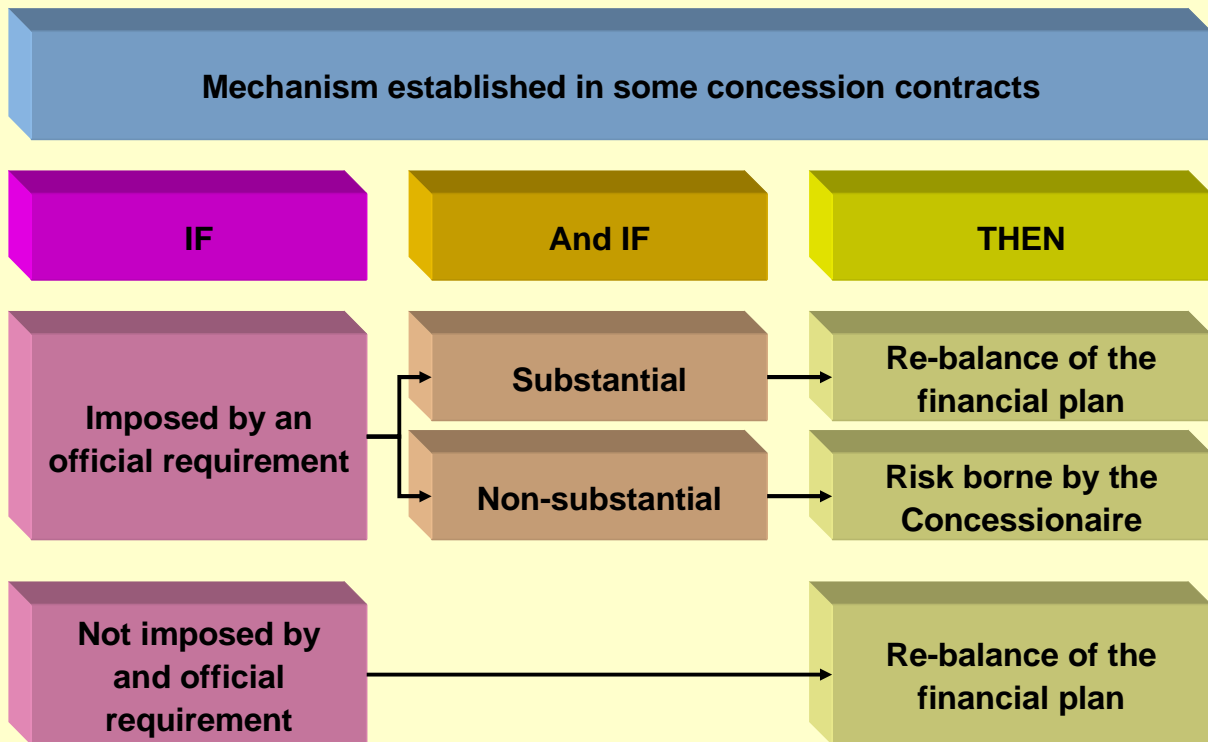 Mechanism established in some concession contracts
IF
And IF
THEN
Imposed by an
official requirement
Substantial
Re-balance of the
financial plan
Non-substantial
Risk borne by the
Concessionaire
Not imposed by
and official
requirement
Re-balance of the
financial plan